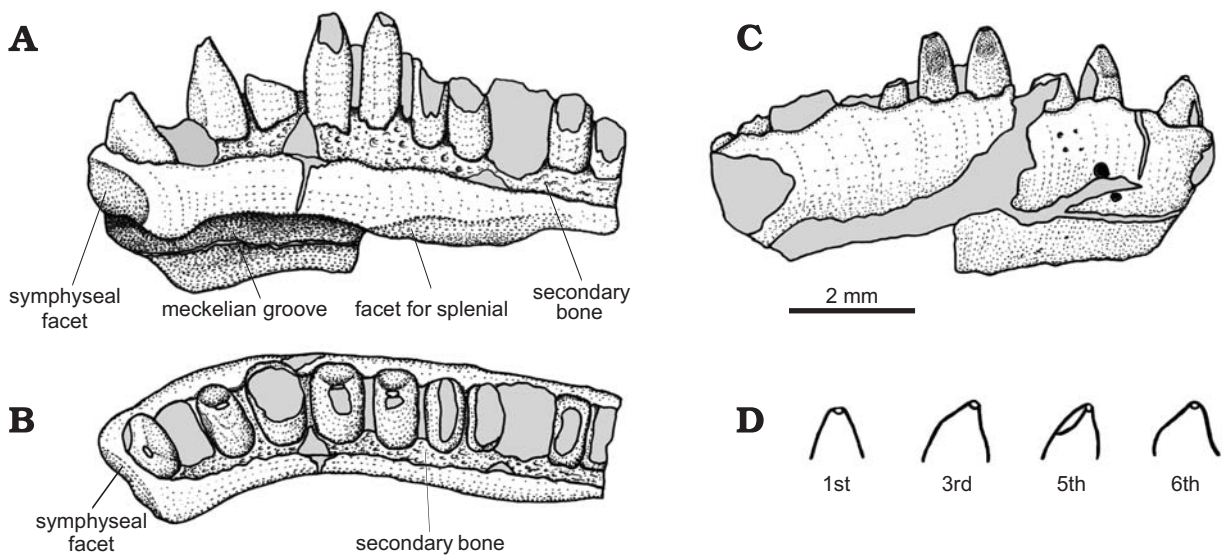 A
symphyseal
facet
meckelian groove
facet for splenial
secondary
bone
B
symphyseal
facet
secondary bone
C
2 mm
D
1st
3rd
5th
6th